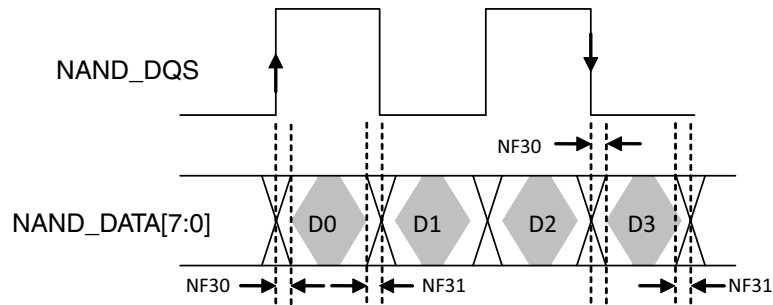 NAND_DQS
NF30
NAND_DATA[7:0]
D0
D1
D2
D3
NF30
NF31
NF31